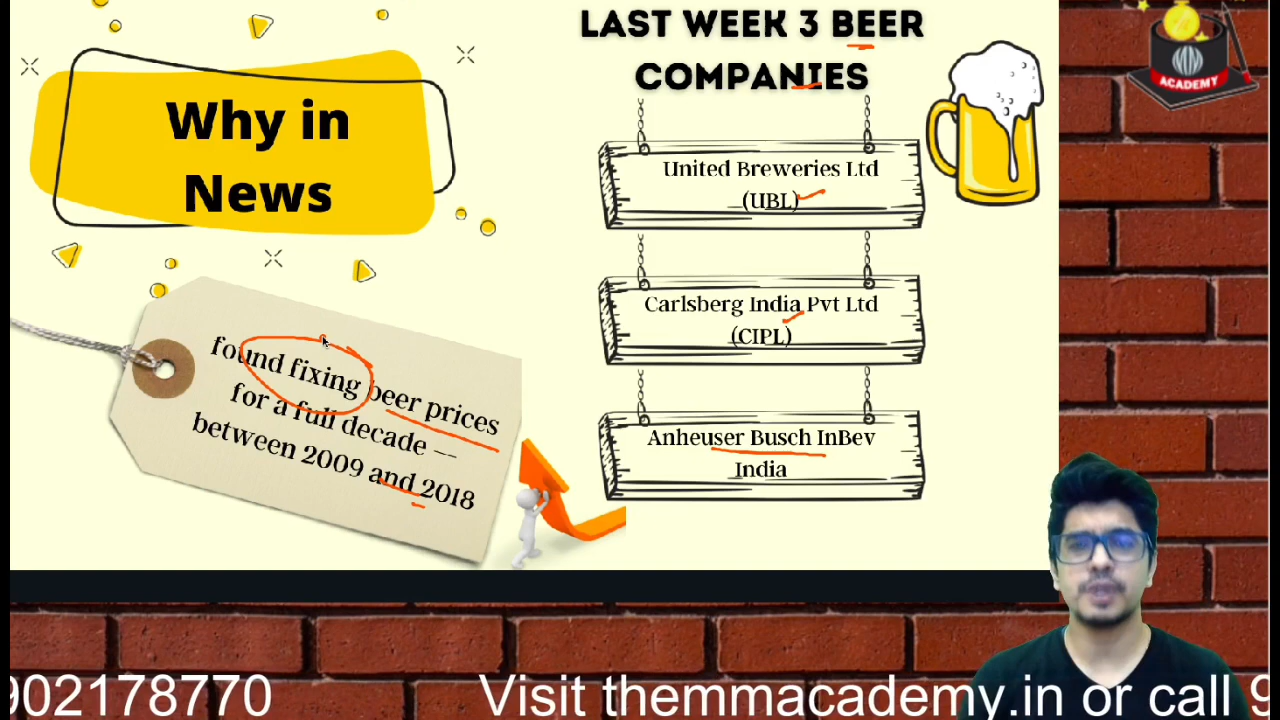 Why in
News
LAST WEEK 3 BEER
COMPANIES
United Breweries Ltd
(UBL)
Carlsberg India Pvt Ltd
(CIPL)
Anheuser Busch InBev
India
found fixing beer prices
for a full decade —
between 2009 and 2018
ACADEMY
902178770 Visit themmacademy.in or call 9